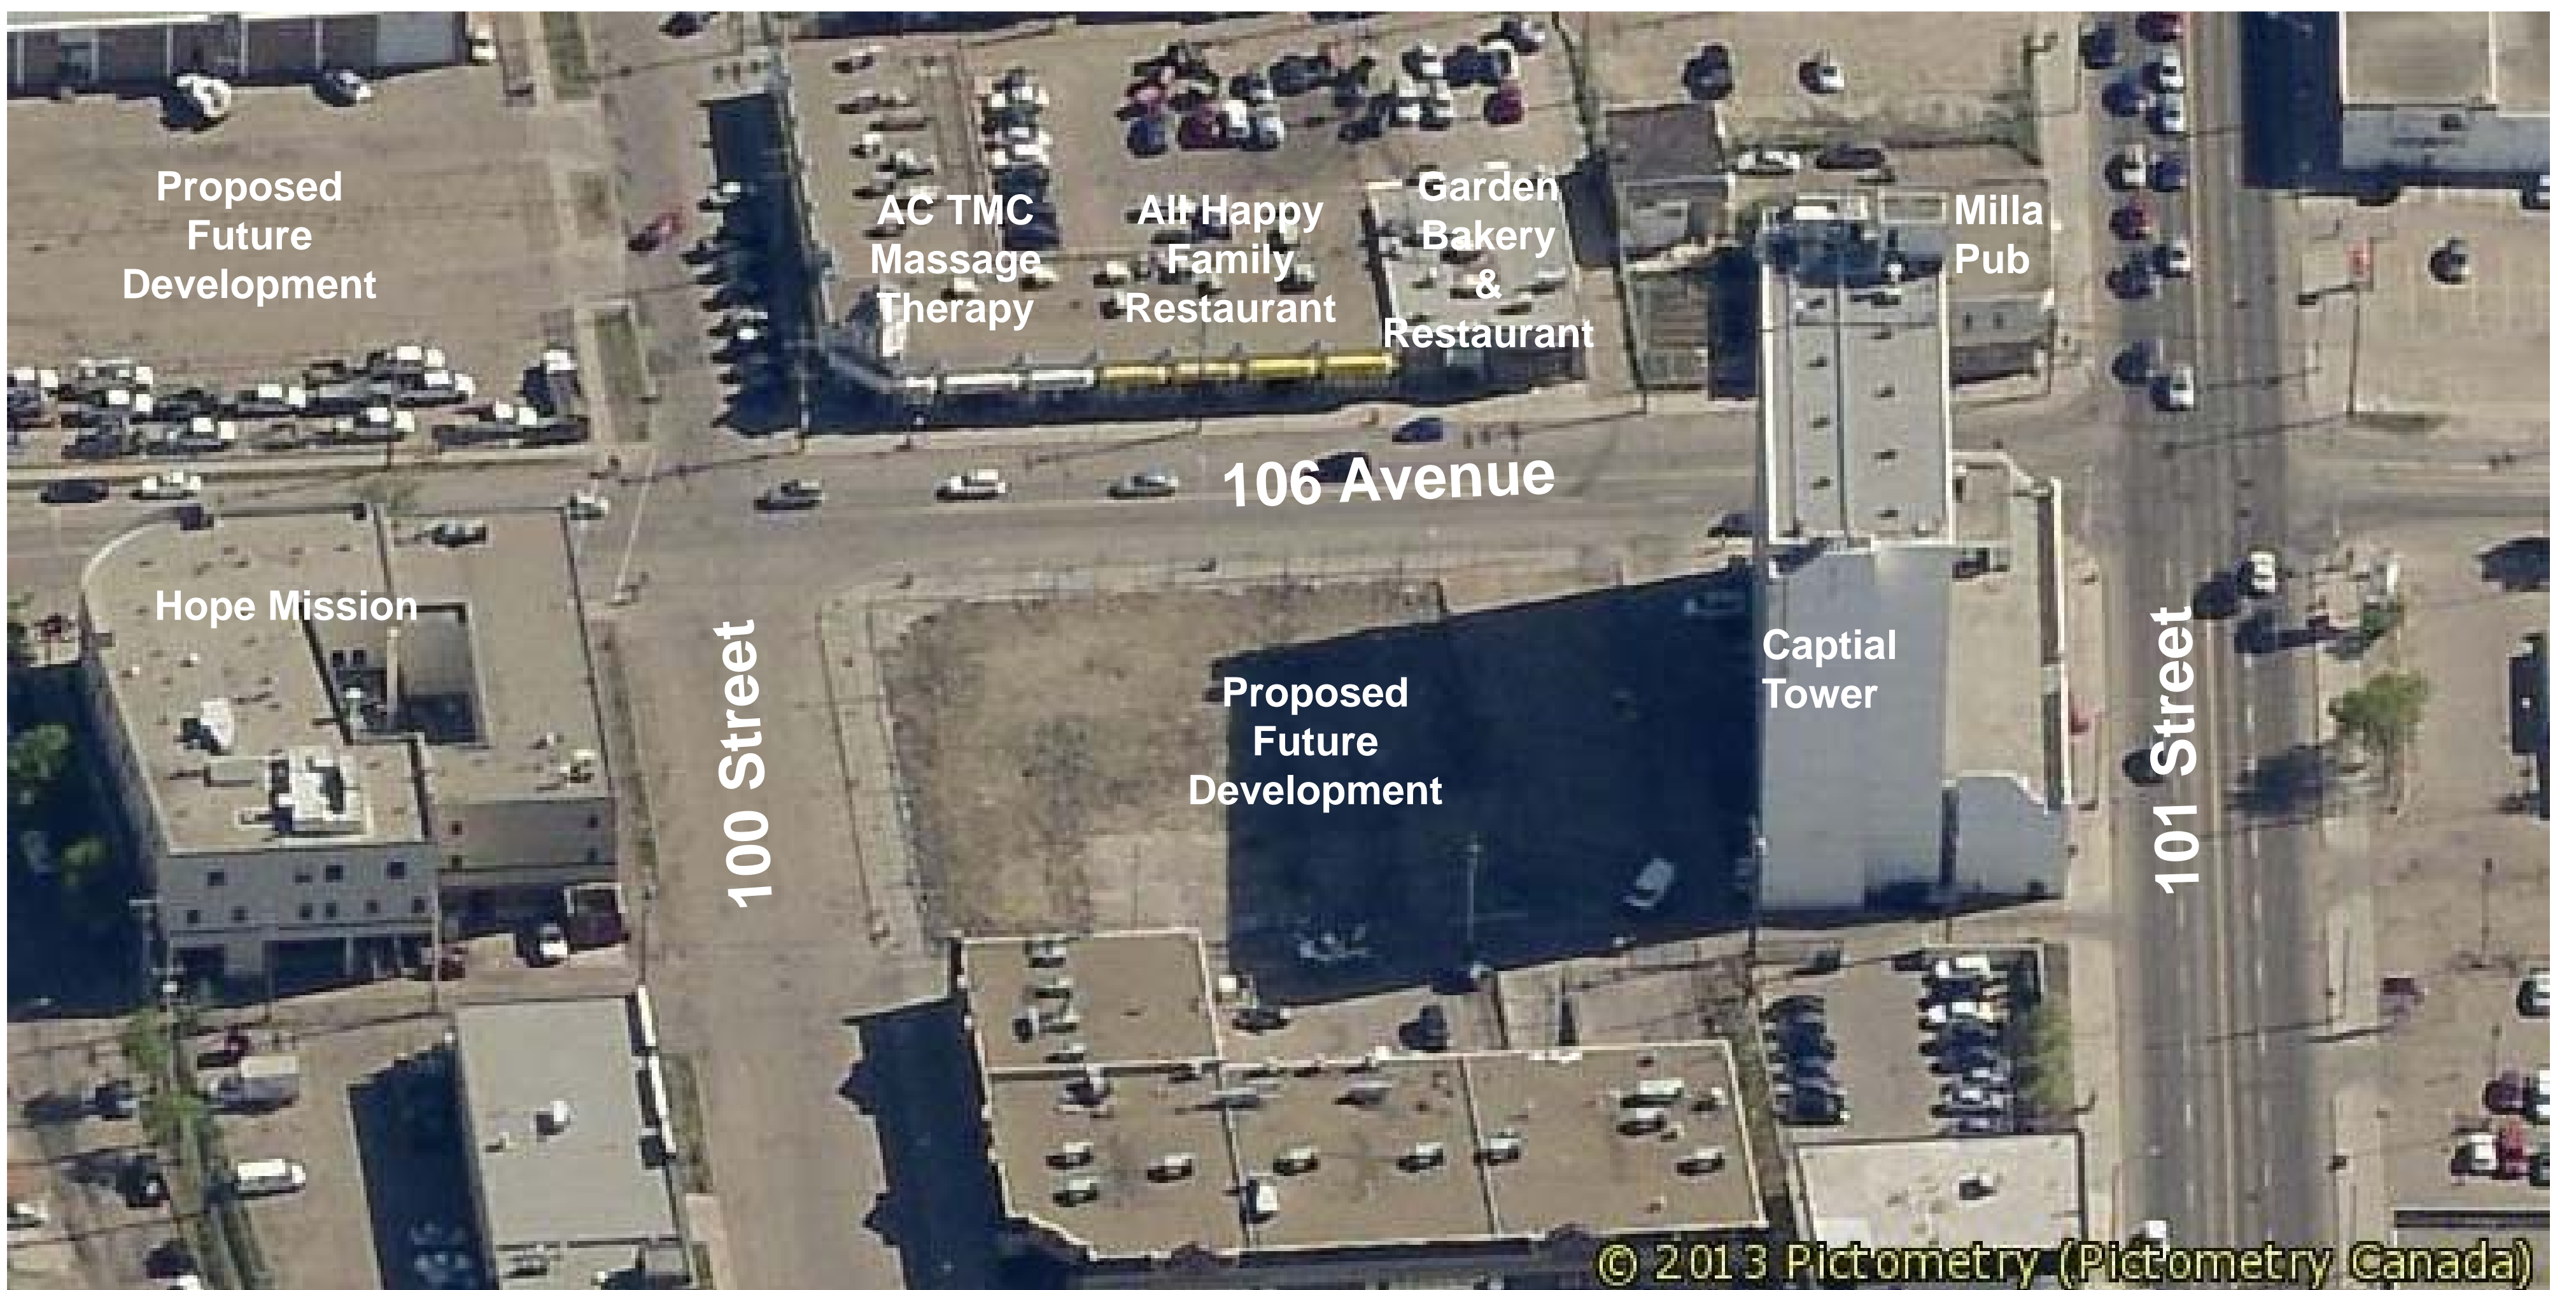 Proposed
Future
Development
AC TMC
Massage
Therapy
All Happy
Family
Restaurant
Garden
Bakery
&
Restaurant
Milla
Pub
106 Avenue
Hope Mission
100 Street
Proposed
Future
Development
Captial
Tower
101 Street
© 2013 Pictometry (Pictometry Canada)